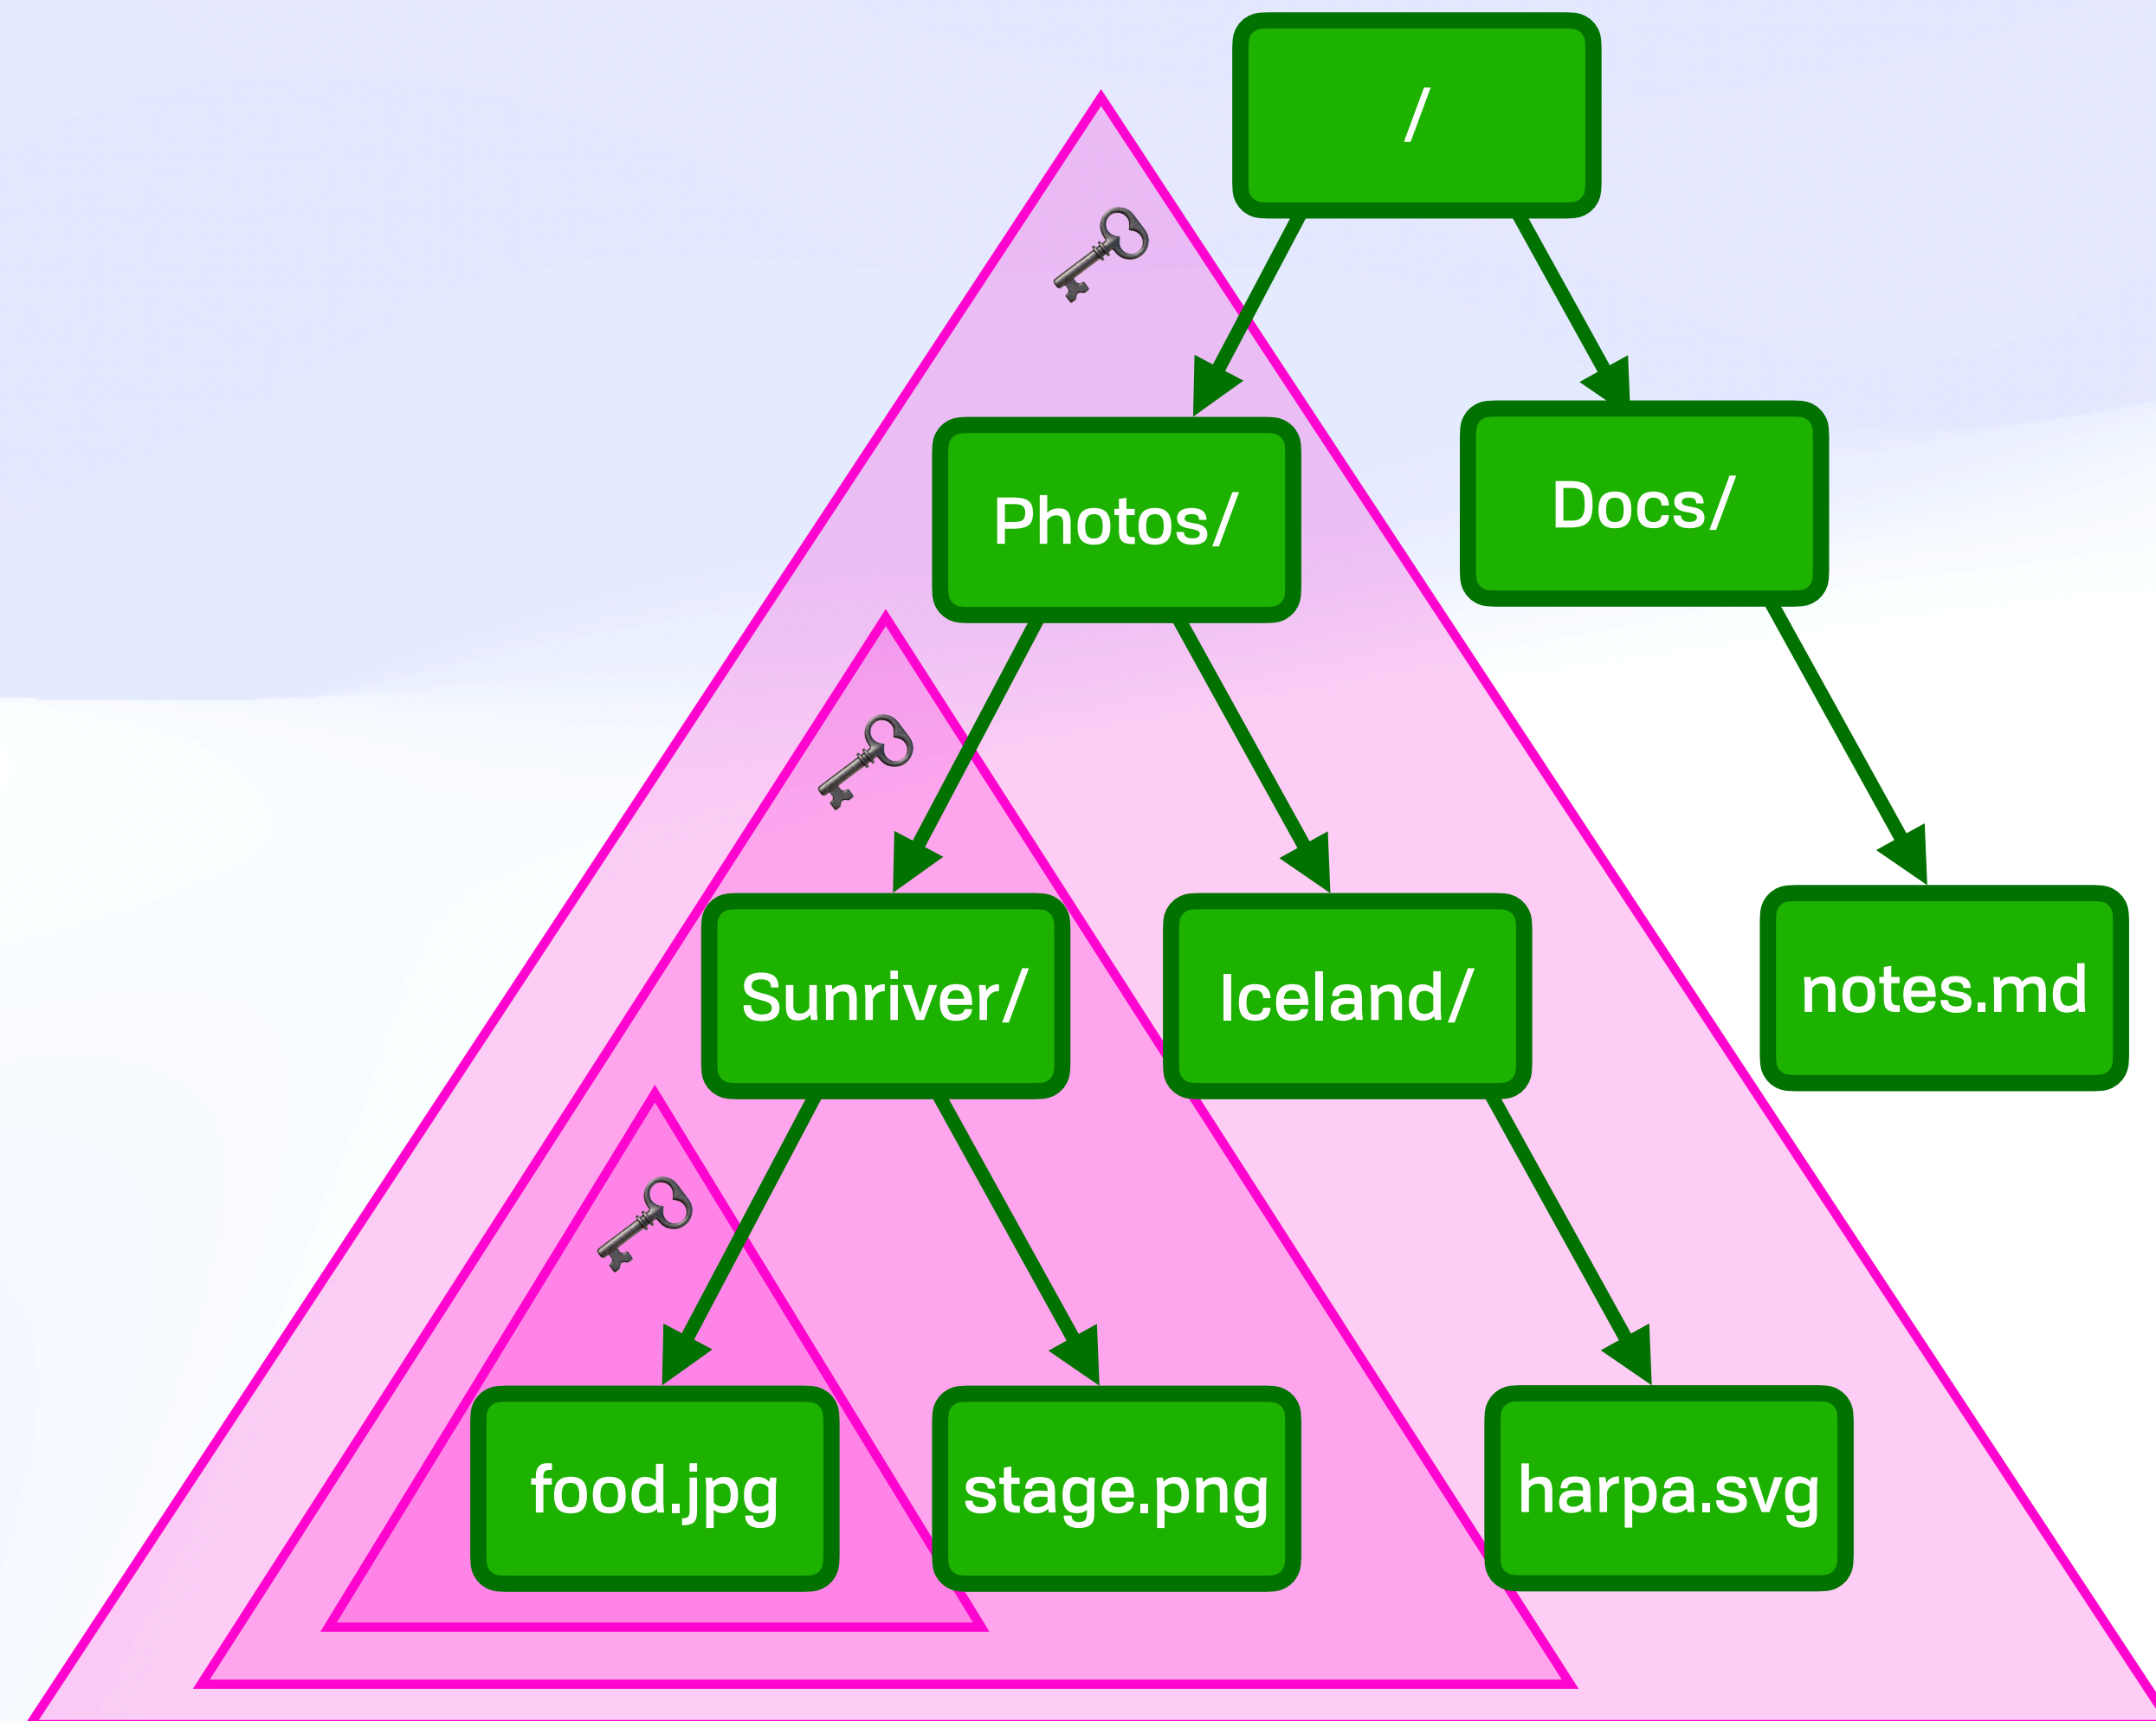 /
Photos/
Docs/
Sunriver/
Iceland/
notes.md
food.jpg
stage.png
harpa.svg